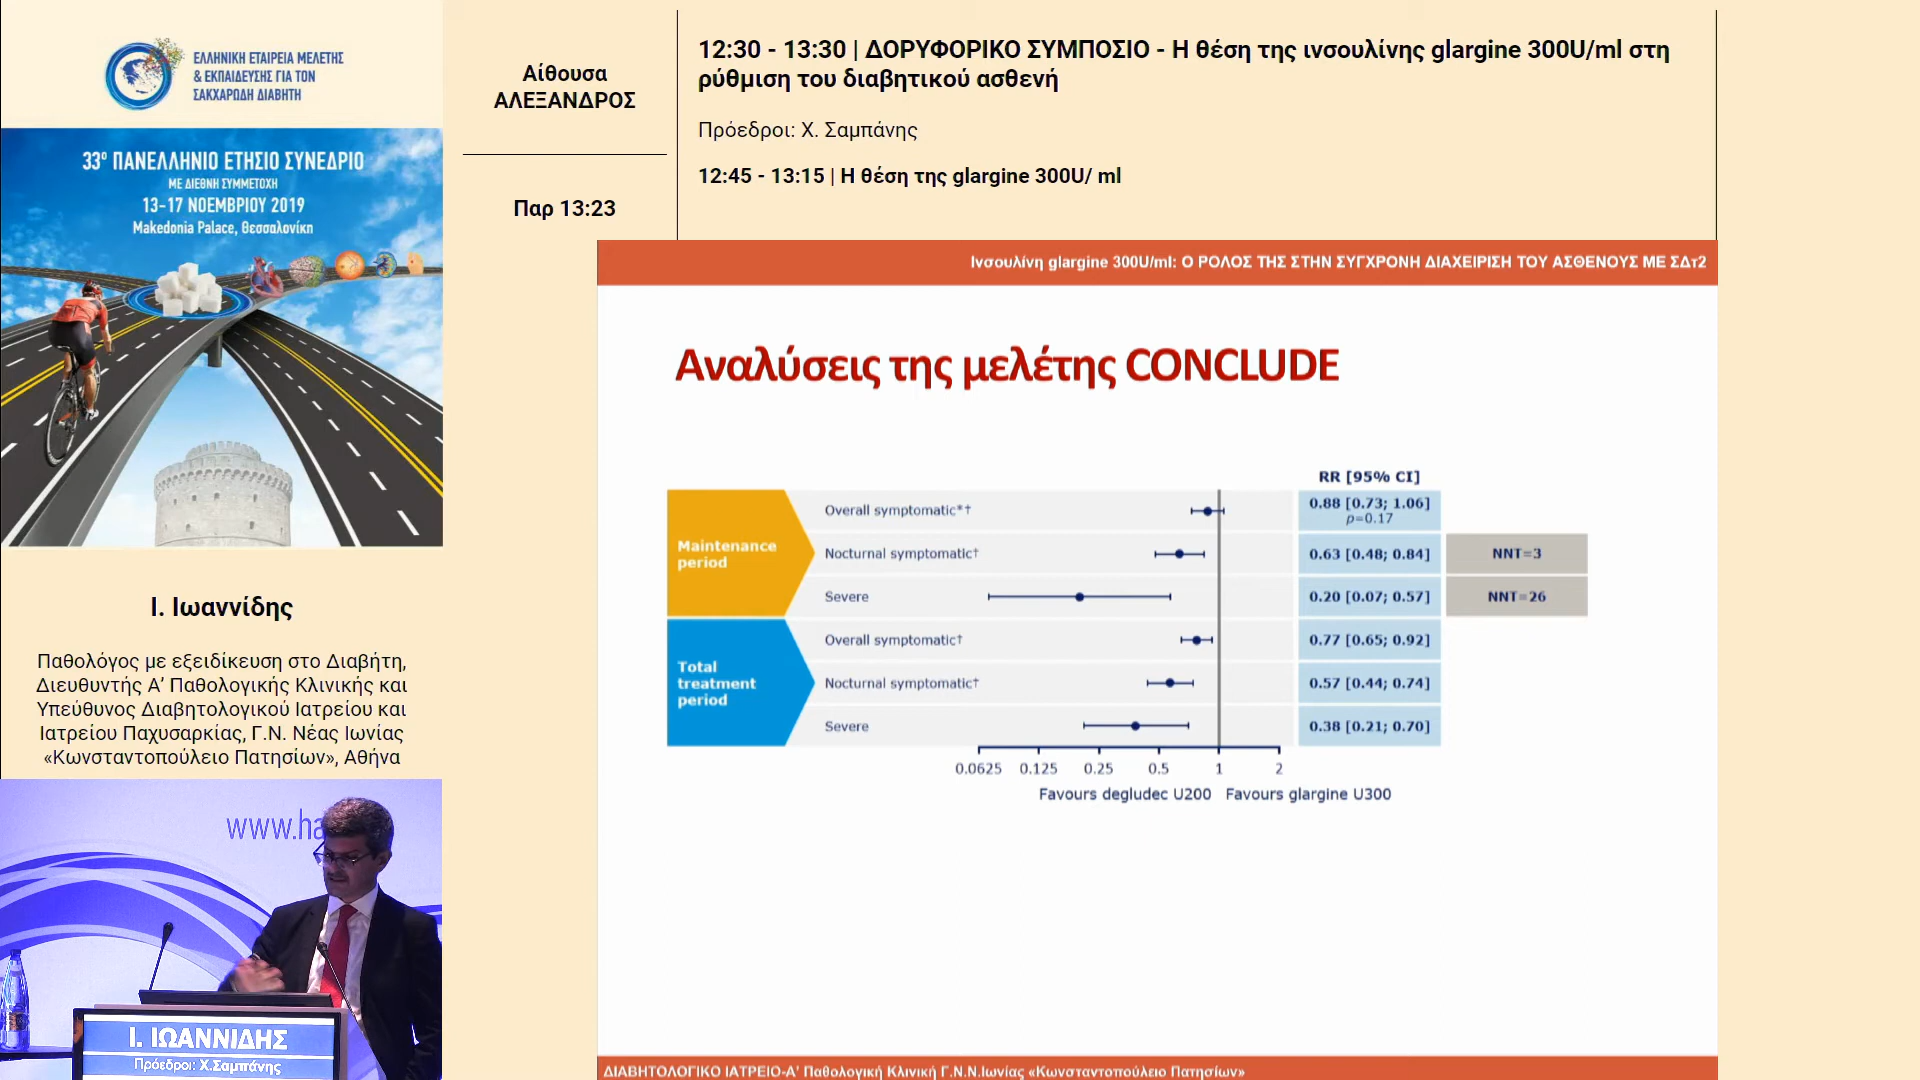 ΕΛΛΗΝΙΚΗ ΕΤΑΙΡΕΙΑ ΜΕΛΕΤΗΣ
& ΕΚΠΑΙΔΕΥΣΗΣ ΓΙΑ ΤΟΝ
ΣΑΚΧΑΡΩΔΗ ΔΙΑΒΗΤΗ
33ο ΠΑΝΕΛΛΗΝΙΟ ΕΤΗΣΙΟ ΣΥΝΕΔΡΙΟ
ΜΕ ΔΙΕΘΝΗ ΣΥΜΜΕΤΟΧΗ
13-17 ΝΟΕΜΒΡΙΟΥ 2019
Makedonia Palace, Θεσσαλονίκη
Αίθουσα
ΑΛΕΞΑΝΔΡΟΣ
Παρ 13:23
12:30 - 13:30 | ΔΟΡΥΦΟΡΙΚΟ ΣΥΜΠΟΣΙΟ - Η θέση της ινσουλίνης glargine 300U/ml στη
ρύθμιση του διαβητικού ασθενή
Πρόεδροι: Χ. Σαμπάνης
12:45 - 13:15 | Η θέση της glargine 300U/ ml
Ινσουλίνη glargine 300U/ml: Ο ΡΟΛΟΣ ΤΗΣ ΣΤΗΝ ΣΥΓΧΡΟΝΗ ΔΙΑΧΕΙΡΙΣΗ ΤΟΥ ΑΣΘΕΝΟΥΣ ΜΕ ΣΔτ2
Αναλύσεις της μελέτης CONCLUDE
RR [95% CI]
Maintenance
period
Overall symptomatic*†
0.88 [0.73; 1.06]
p=0.17
Nocturnal symptomatic†
0.63 [0.48; 0.84]
NNT=3
Severe
0.20 [0.07; 0.57]
NNT=26
Total
treatment
period
Overall symptomatic†
0.77 [0.65; 0.92]
Nocturnal symptomatic†
0.57 [0.44; 0.74]
Severe
0.38 [0.21; 0.70]
0.0625 0.125 0.25 0.5 1 2
Favours degludec U200 Favours glargine U300
ΔΙΑΒΗΤΟΛΟΓΙΚΟ ΙΑΤΡΕΙΟ-Α’ Παθολογική Κλινική Γ.Ν.Ν.Ιωνίας «Κωνσταντοπούλειο Πατησίων»
Ι. Ιωαννίδης
Παθολόγος με εξειδίκευση στο Διαβήτη,
Διευθυντής Α’ Παθολογικής Κλινικής και
Υπεύθυνος Διαβητολογικού Ιατρείου και
Ιατρείου Παχυσαρκίας, Γ.Ν. Νέας Ιωνίας
«Κωνσταντοπούλειο Πατησίων», Αθήνα
www.ha
Ι. ΙΩΑΝΝΙΔΗΣ
Πρόεδροι: Χ.Σαμπάνης